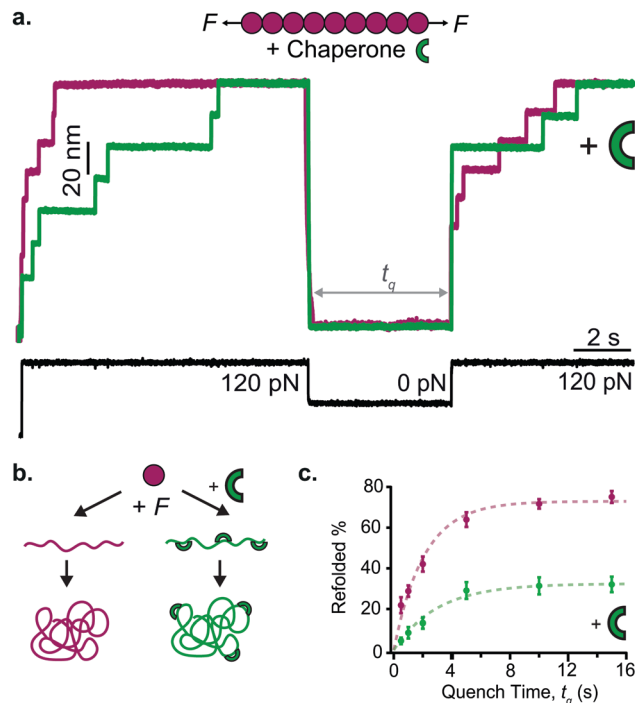 a.
F F
+ Chaperone
20 nm
+
t_q
2 s
120 pN 0 pN 120 pN
b.
+
+ F
c.
Refolded %
80
60
40
20
0
+
0 4 8 12 16
Quench Time, t_q (s)